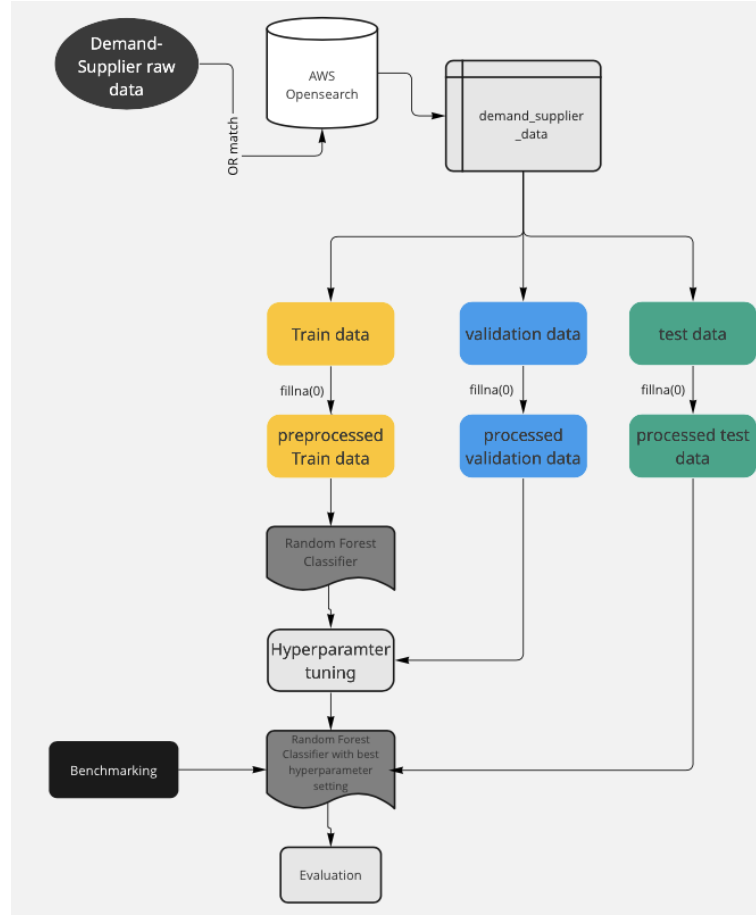 Demand-
Supplier raw
data
AWS
Opensearch
OR match
demand_supplier
_data
Train data
validation data
test data
fillna(0)
fillna(0)
fillna(0)
preprocessed
Train data
processed
validation data
processed test
data
Random Forest
Classifier
Hyperparamter
tuning
Random Forest
Classifier with best
hyperparameter
setting
Benchmarking
Evaluation